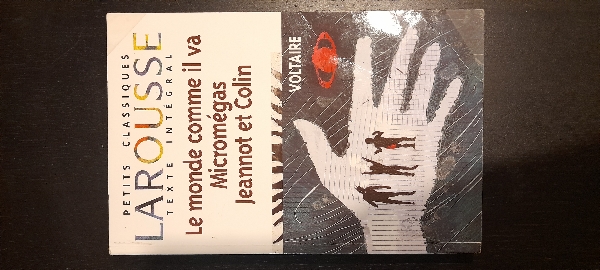 PETITS CLASSIQUES
LAROUSSE
TEXTE INTÉGRAL
Le monde comme il va
Micromégas
Jeannot et Colin
VOLTAIRE